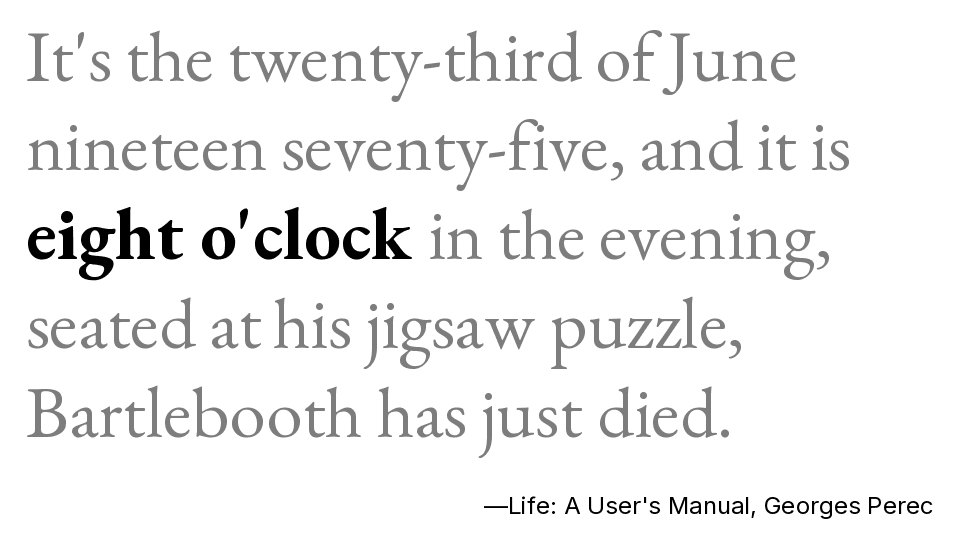 It's the twenty-third of June
nineteen seventy-five, and it is
eight o'clock in the evening,
seated at his jigsaw puzzle,
Bartlebooth has just died.
—Life: A User's Manual, Georges Perec